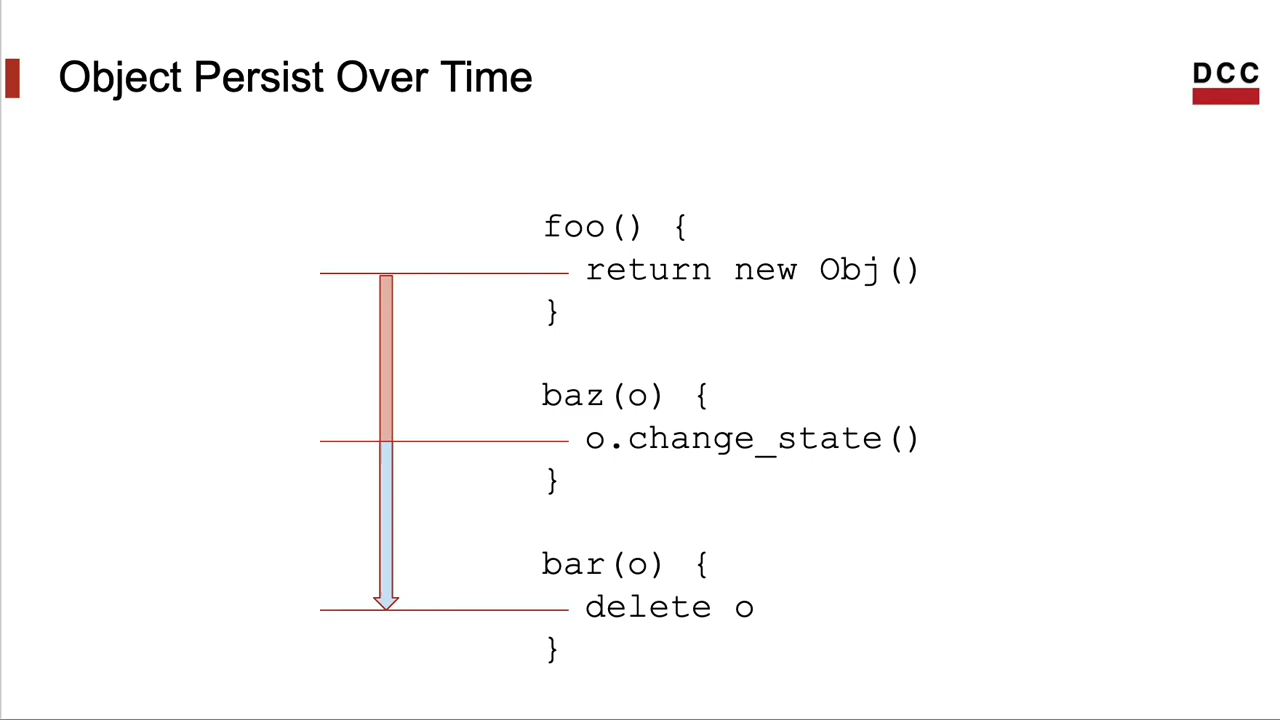 Object Persist Over Time
DCC
foo() {
return new Obj()
}
baz(o) {
o.change_state()
}
bar(o) {
delete o
}